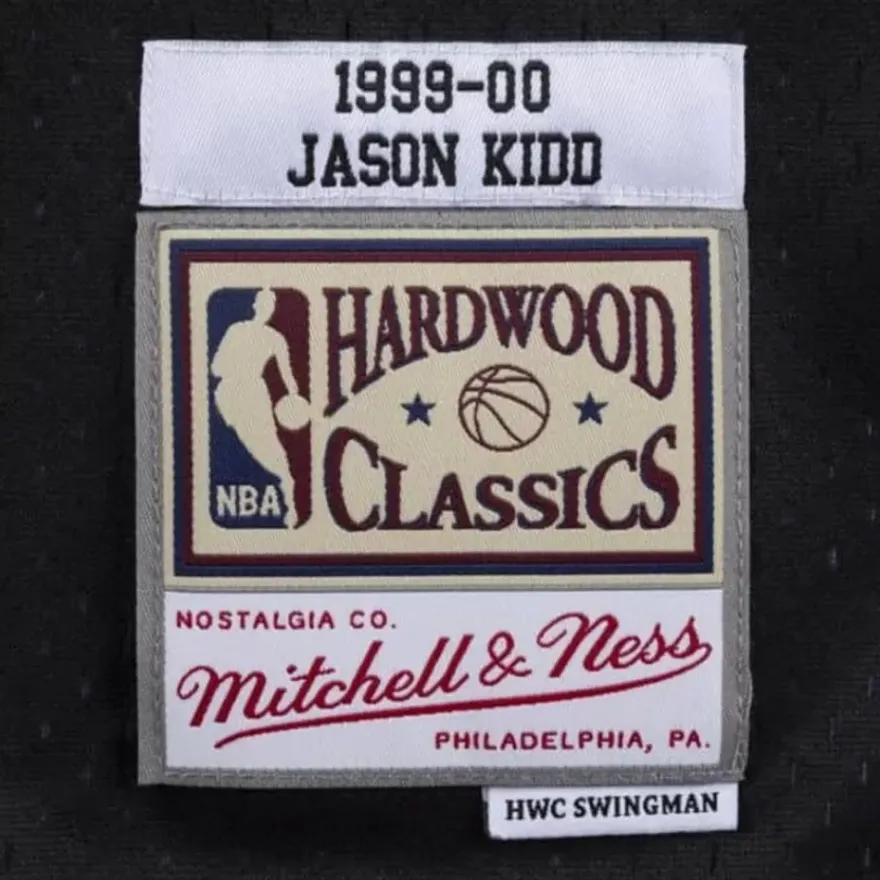 1999-00
JASON KIDD
HARDWOOD
CLASSICS
NBA
NOSTALGIA CO.
Mitchell & Ness
PHILADELPHIA, PA.
HWC SWINGMAN